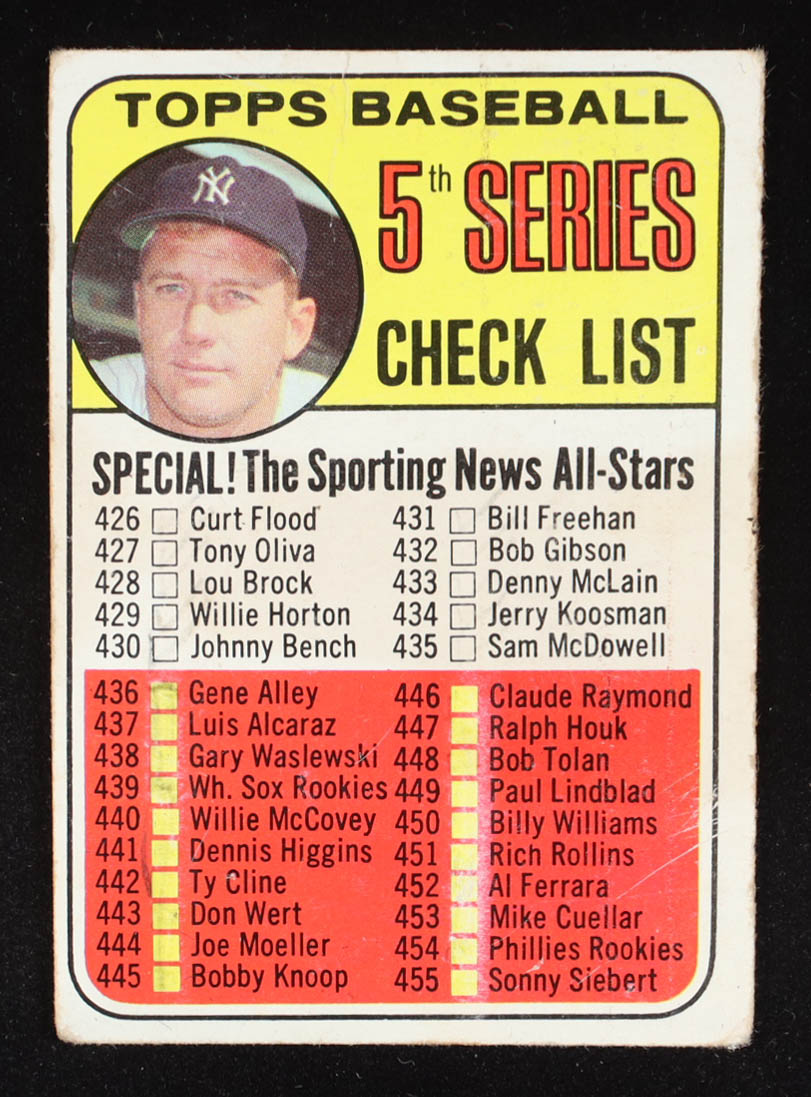 TOPPS BASEBALL
5th SERIES
CHECK LIST
NY
SPECIAL! The Sporting News All-Stars
426 Curt Flood
427 Tony Oliva
428 Lou Brock
429 Willie Horton
430 Johnny Bench
431 Bill Freehan
432 Bob Gibson
433 Denny McLain
434 Jerry Koosman
435 Sam McDowell
436 Gene Alley
437 Luis Alcaraz
438 Gary Waslewski
439 Wh. Sox Rookies
440 Willie McCovey
441 Dennis Higgins
442 Ty Cline
443 Don Wert
444 Joe Moeller
445 Bobby Knoop
446 Claude Raymond
447 Ralph Houk
448 Bob Tolan
449 Paul Lindblad
450 Billy Williams
451 Rich Rollins
452 Al Ferrara
453 Mike Cuellar
454 Phillies Rookies
455 Sonny Siebert